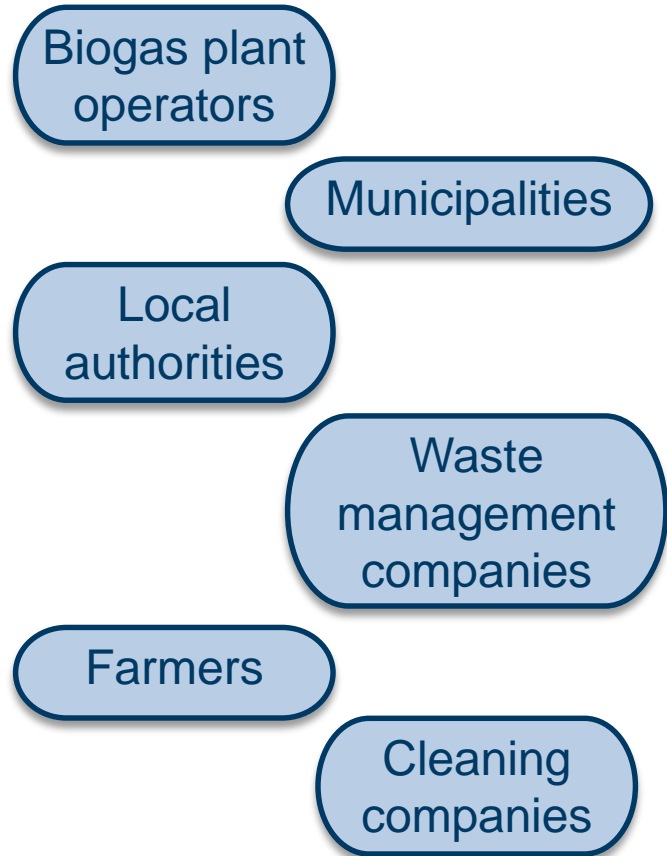 Biogas plant
operators
Municipalities
Local
authorities
Waste
management
companies
Farmers
Cleaning
companies